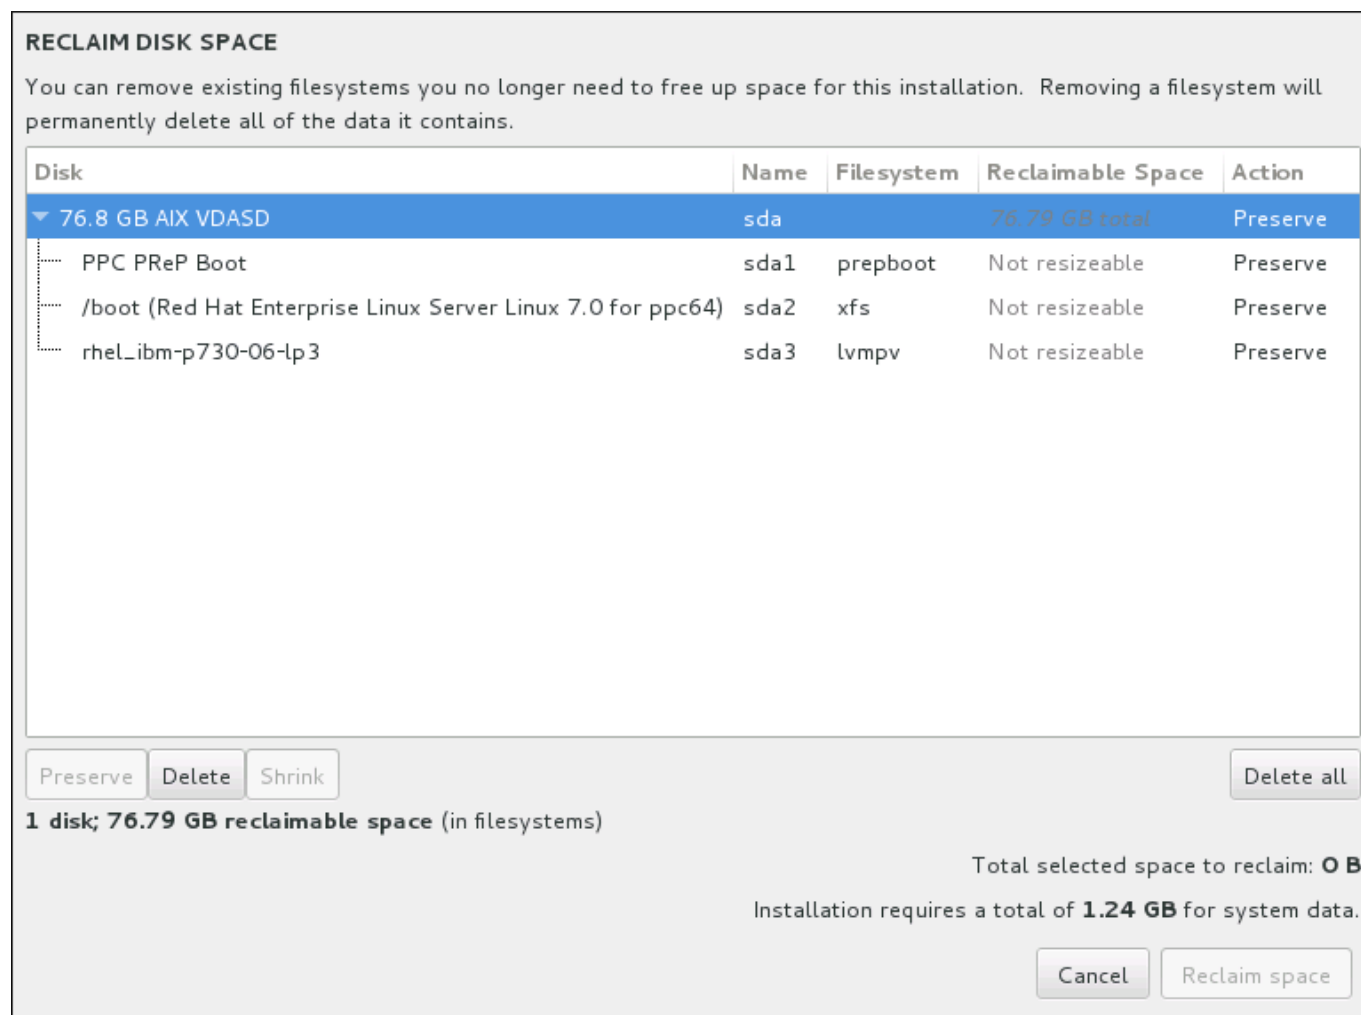 RECLAIM DISK SPACE
You can remove existing filesystems you no longer need to free up space for this installation.  Removing a filesystem will
permanently delete all of the data it contains.
Disk Name Filesystem Reclaimable Space Action
76.8 GB AIX VDASD sda 76.79 GB total Preserve
PPC PReP Boot sda1 prepboot Not resizeable Preserve
/boot (Red Hat Enterprise Linux Server Linux 7.0 for ppc64) sda2 xfs Not resizeable Preserve
rhel_ibm-p730-06-lp3 sda3 lvmpv Not resizeable Preserve
Preserve Delete Shrink Delete all
1 disk; 76.79 GB reclaimable space (in filesystems)
Total selected space to reclaim: 0 B
Installation requires a total of 1.24 GB for system data.
Cancel Reclaim space